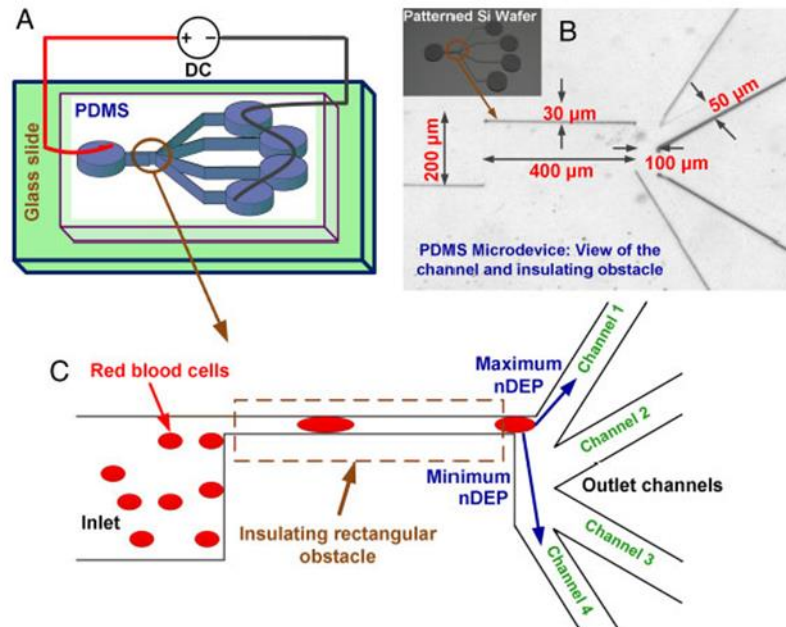 A
+ −
DC
PDMS
Glass slide
Patterned Si Wafer
B
30 µm
50 µm
200 µm
400 µm
100 µm
PDMS Microdevice: View of the
channel and insulating obstacle
C
Red blood cells
Maximum
nDEP
Channel 1
Channel 2
Minimum
nDEP
Outlet channels
Inlet
Insulating rectangular
obstacle
Channel 3
Channel 4